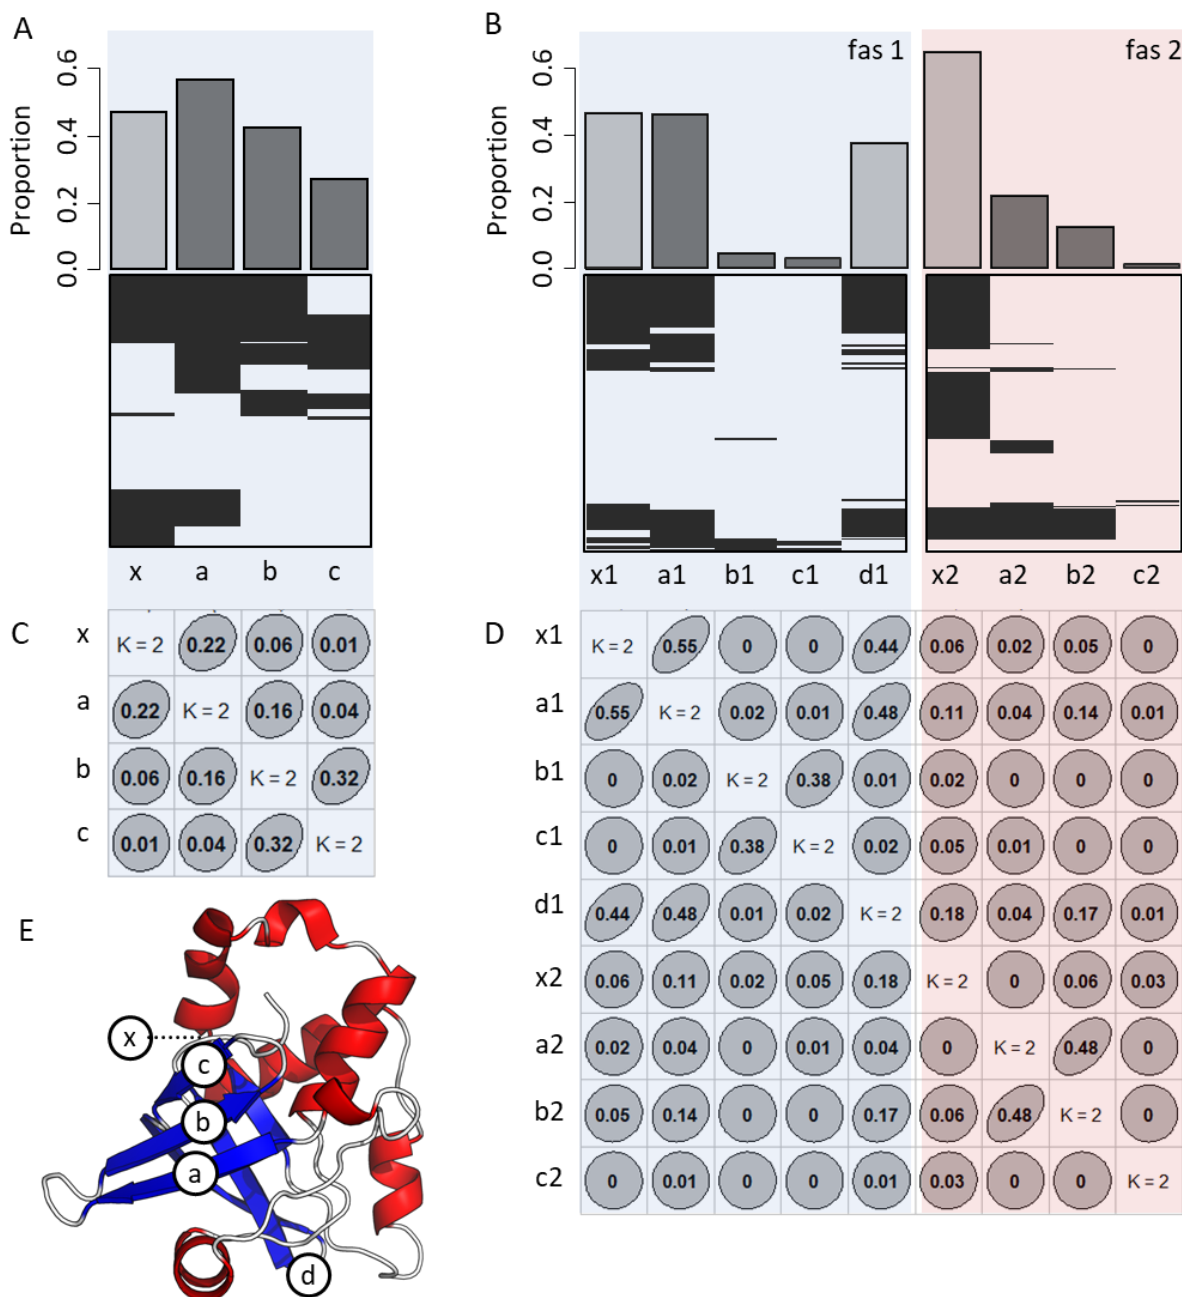 A
B
fas 1
fas 2
Proportion
0.0 0.2 0.4 0.6
Proportion
0.0 0.2 0.4 0.6
x a b c
x1 a1 b1 c1 d1 x2 a2 b2 c2
C
x K = 2 0.22 0.06 0.01
a 0.22 K = 2 0.16 0.04
b 0.06 0.16 K = 2 0.32
c 0.01 0.04 0.32 K = 2
D
x1 K = 2 0.55 0 0 0.44 0.06 0.02 0.05 0
a1 0.55 K = 2 0.02 0.01 0.48 0.11 0.04 0.14 0.01
b1 0 0.02 K = 2 0.38 0.01 0.02 0 0 0
c1 0 0.01 0.38 K = 2 0.02 0.05 0.01 0 0
d1 0.44 0.48 0.01 0.02 K = 2 0.18 0.04 0.17 0.01
x2 0.06 0.11 0.02 0.05 0.18 K = 2 0 0.06 0.03
a2 0.02 0.04 0 0.01 0.04 0 K = 2 0.48 0
b2 0.05 0.14 0 0 0.17 0.06 0.48 K = 2 0
c2 0 0.01 0 0 0.01 0.03 0 0 K = 2
E
x
c
b
a
d